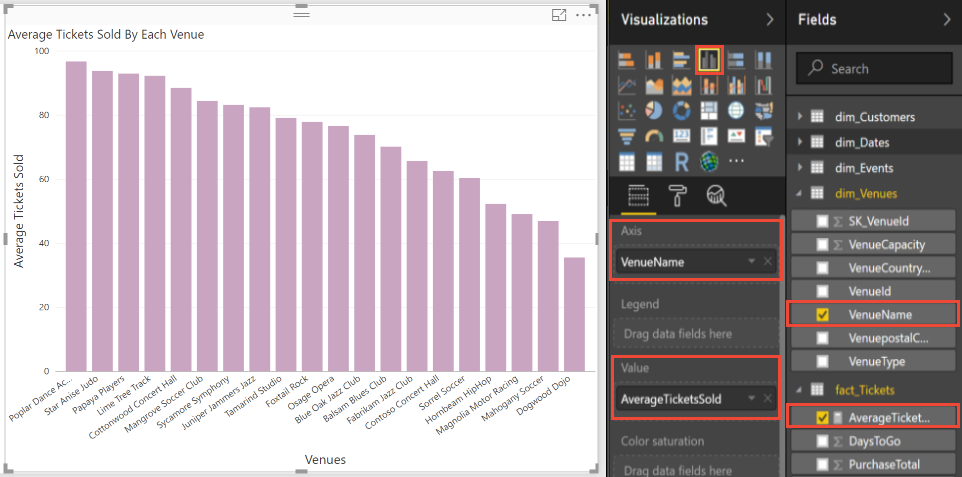 Average Tickets Sold By Each Venue
Average Tickets Sold
100
80
60
40
20
0
Poplar Dance Ac...
Star Anise Judo
Papaya Players
Lime Tree Track
Cottonwood Concert Hall
Mangrove Soccer Club
Sycamore Symphony
Juniper Jammers Jazz
Tamarind Studio
Foxtail Rock
Osage Opera
Blue Oak Jazz Club
Balsam Blues Club
Fabrikam Jazz Club
Contoso Concert Hall
Sorrel Soccer
Hornbeam HipHop
Magnolia Motor Racing
Mahogany Soccer
Dogwood Dojo
Venues
Visualizations
123
R
Axis
VenueName
Legend
Drag data fields here
Value
AverageTicketsSold
Color saturation
Drag data fields here
Fields
Search
dim_Customers
dim_Dates
dim_Events
dim_Venues
Σ SK_VenueId
Σ VenueCapacity
VenueCountry...
VenueId
VenueName
VenuepostalC...
VenueType
fact_Tickets
AverageTicket...
Σ DaysToGo
Σ PurchaseTotal